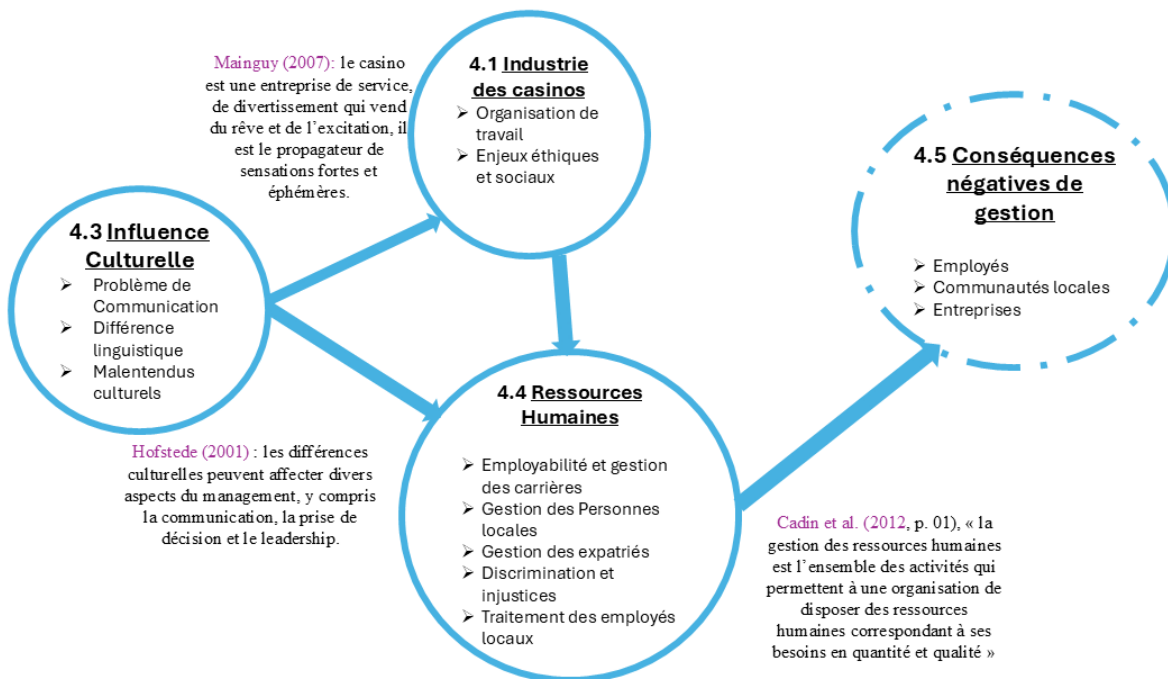 Mainguy (2007): le casino
est une entreprise de service,
de divertissement qui vend
du rêve et de l’excitation, il
est le propagateur de
sensations fortes et
éphémères.
4.1 Industrie
des casinos
➢ Organisation de
travail
➢ Enjeux éthiques
et sociaux
4.5 Conséquences
négatives de
gestion
➢ Employés
➢ Communautés locales
➢ Entreprises
4.3 Influence
Culturelle
➢ Problème de
Communication
➢ Différence
linguistique
➢ Malentendus
culturels
Hofstede (2001) : les différences
culturelles peuvent affecter divers
aspects du management, y compris
la communication, la prise de
décision et le leadership.
4.4 Ressources
Humaines
➢ Employabilité et gestion
des carrières
➢ Gestion des Personnes
locales
➢ Gestion des expatriés
➢ Discrimination et
injustices
➢ Traitement des employés
locaux
Cadin et al. (2012, p. 01), « la
gestion des ressources humaines
est l’ensemble des activités qui
permettent à une organisation de
disposer des ressources
humaines correspondant à ses
besoins en quantité et qualité »